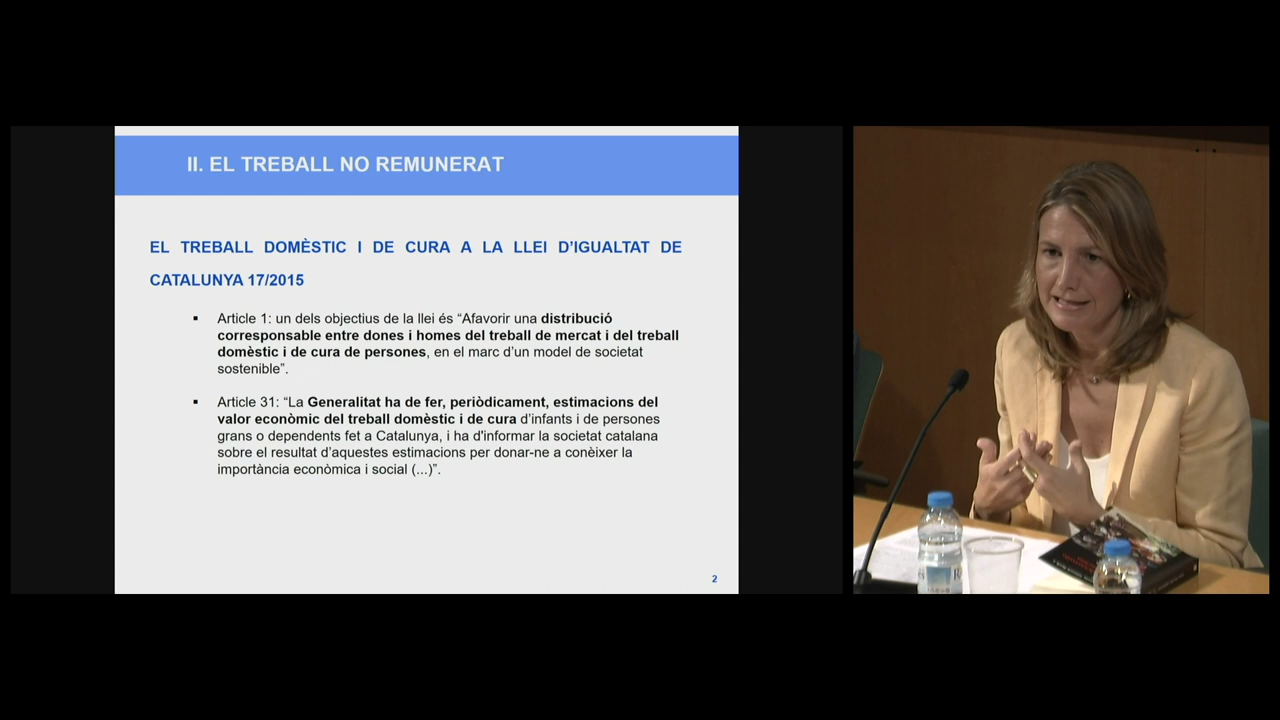 II. EL TREBALL NO REMUNERAT
EL TREBALL DOMÈSTIC I DE CURA A LA LLEI D’IGUALTAT DE
CATALUNYA 17/2015
▪ Article 1: un dels objectius de la llei és “Afavorir una distribució
corresponsable entre dones i homes del treball de mercat i del treball
domèstic i de cura de persones, en el marc d’un model de societat
sostenible”.
▪ Article 31: “La Generalitat ha de fer, periòdicament, estimacions del
valor econòmic del treball domèstic i de cura d’infants i de persones
grans o dependents fet a Catalunya, i ha d'informar la societat catalana
sobre el resultat d’aquestes estimacions per donar-ne a conèixer la
importància econòmica i social (...)”.
2